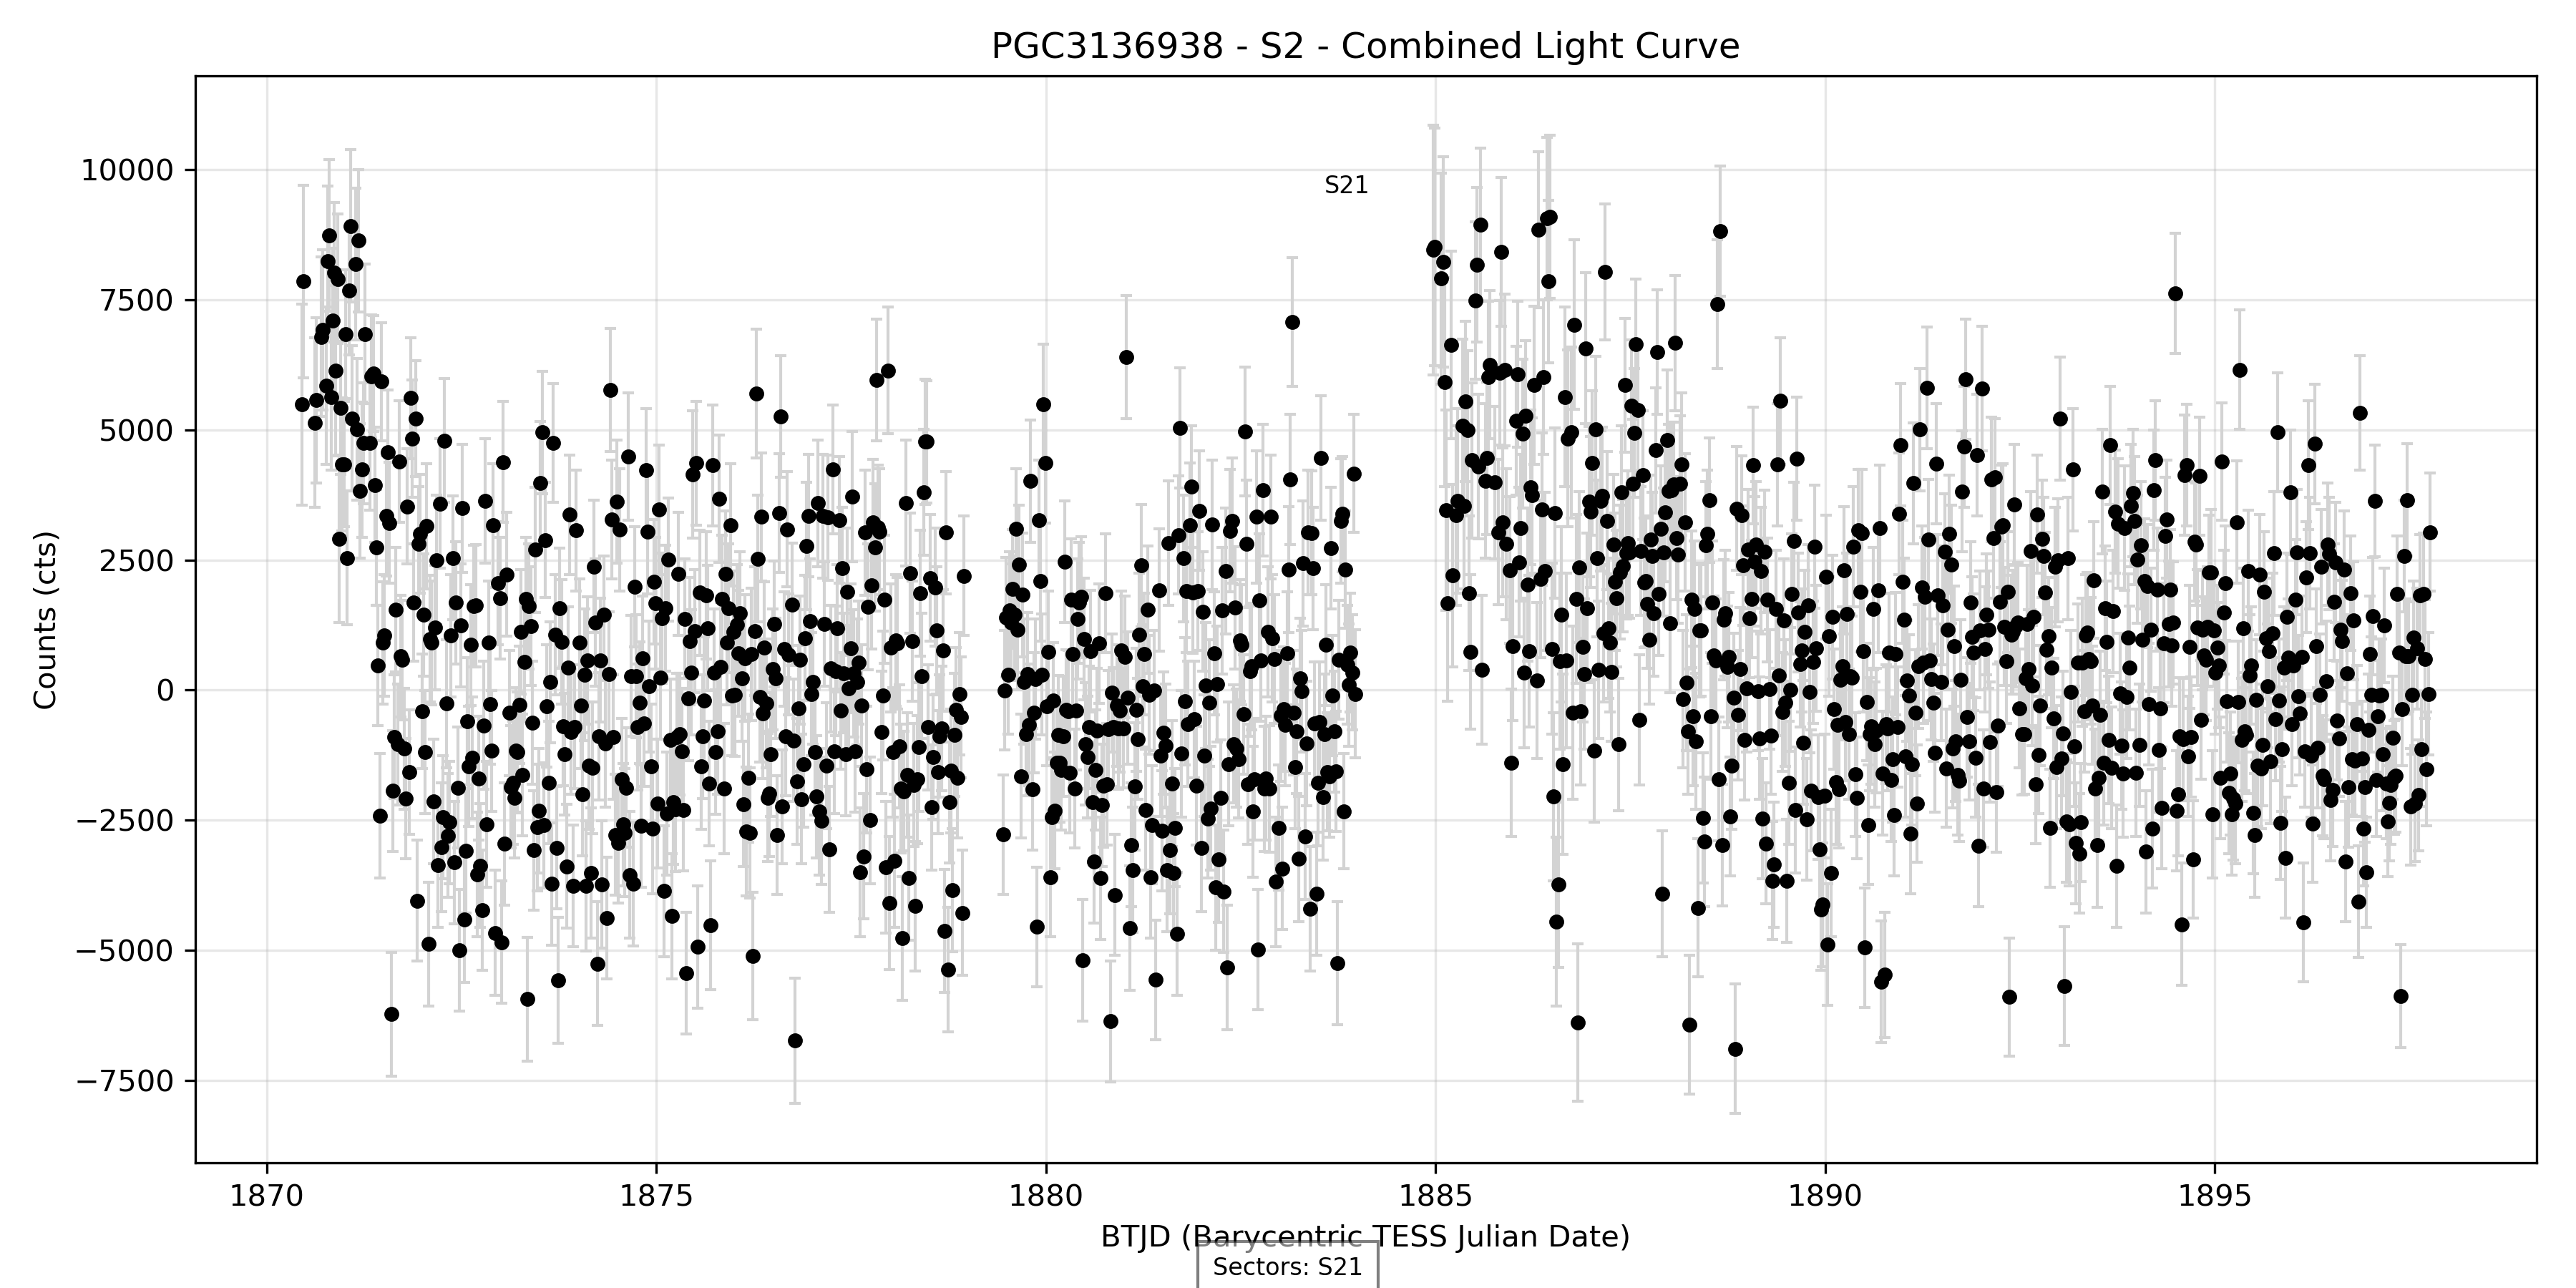 PGC3136938 - S2 - Combined Light Curve
10000
7500
5000
2500
0
−2500
−5000
−7500
Counts (cts)
S21
1870
1875
1880
1885
1890
1895
BTJD (Barycentric TESS Julian Date)
Sectors: S21